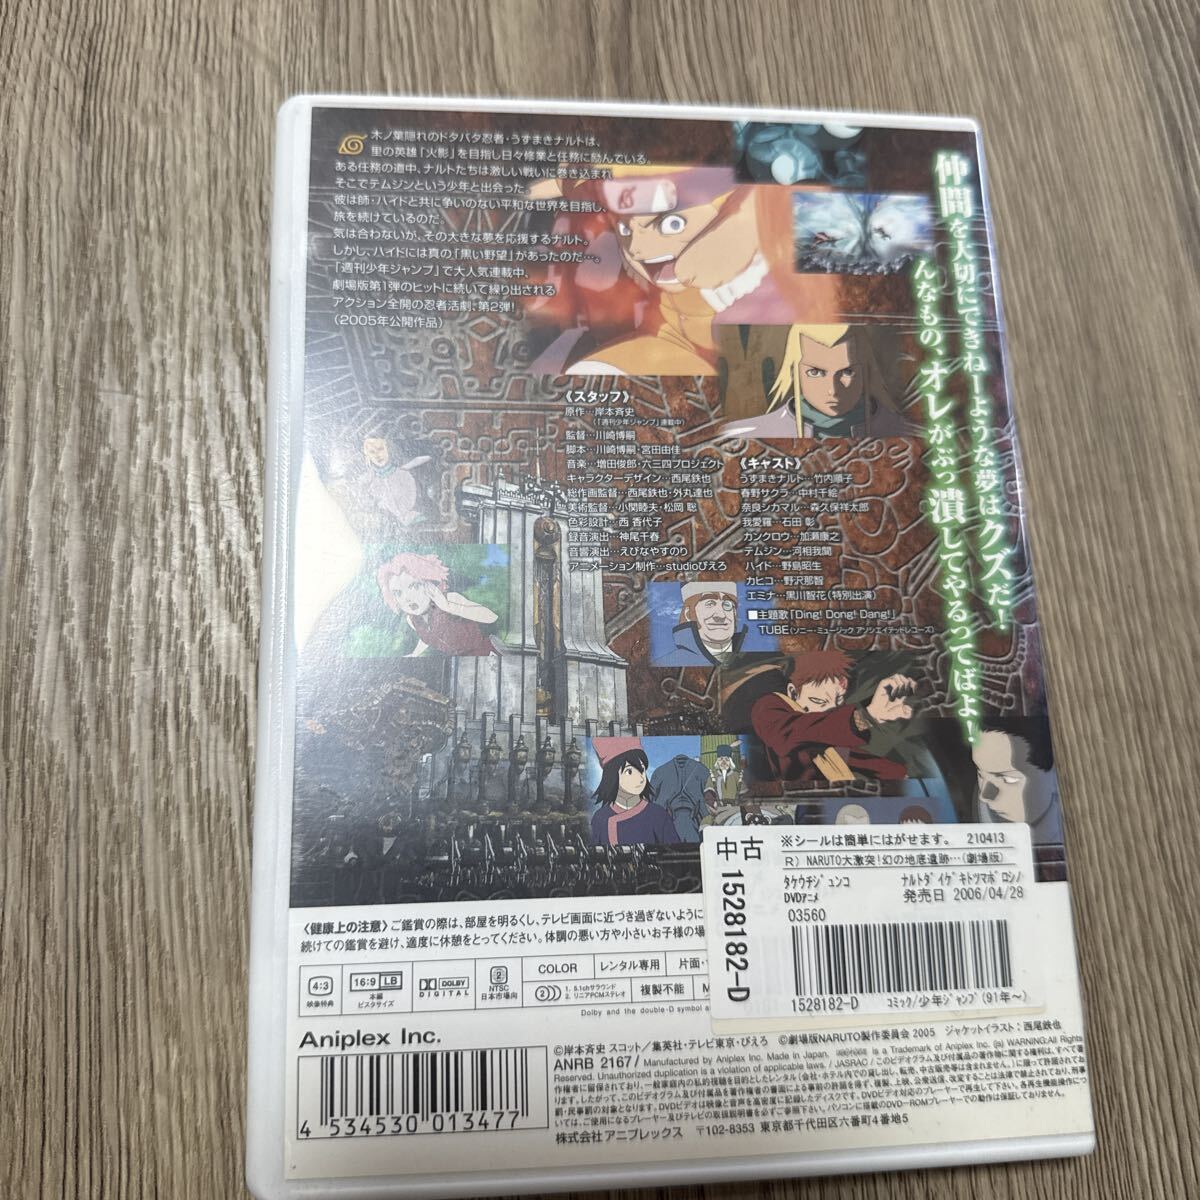 木ノ葉隠れのドタバタ忍者・うずまきナルトは、
里の英雄「火影」を目指し日々修業と任務に励んでいる。
ある任務の道中、ナルトたちは激しい戦いに巻き込まれ
そこでテムジンという少年と出会った。
彼は師・ハイドと共に争いのない平和な世界を目指し、
旅を続けているのだ。
気は合わないが、その大きな夢を応援するナルト。
しかし、ハイドには真の「黒い野望」があったのだ…。
「週刊少年ジャンプ」で大人気連載中、
劇場版第1弾のヒットに続いて繰り出される
アクション全開の忍者活劇、第2弾!
(2005年公開作品)
仲間を大切にできねーような夢はクズだ!
んなもの、オレがぶっ潰してやるってばよ!
《スタッフ》
原作…岸本斉史
(「週刊少年ジャンプ」連載中)
監督…川崎博嗣
脚本…川崎博嗣・宮田由佳
音楽…増田俊郎・六三四プロジェクト
キャラクターデザイン…西尾鉄也
総作画監督…西尾鉄也・外丸達也
美術監督…小関睦夫・松岡 聡
色彩設計…西 香代子
録音演出…神尾千春
音響演出…えびなやすのり
アニメーション制作…studioぴえろ
《キャスト》
うずまきナルト…竹内順子
春野サクラ…中村千絵
奈良シカマル…森久保祥太郎
我愛羅…石田 彰
カンクロウ…加瀬康之
テムジン…河相我聞
ハイド…野島昭生
カヒコ…野沢那智
エミナ…黒川智花(特別出演)
■主題歌「Ding! Dong! Dang!」
TUBE(ソニー・ミュージック アソシエイテッドレコーズ)
中古 1528182-D
※シールは簡単にはがせます。 210413
R) NARUTO大激突!幻の地底遺跡…(劇場版)
タケウチジュンコ ナルトダイゲキトツマボロシノ
DVDアニメ 発売日 2006/04/28
03560
1528182-D コミック/少年ジャンプ(91年〜)
〈健康上の注意〉ご鑑賞の際は、部屋を明るくし、テレビ画面に近づき過ぎないように
続けての鑑賞を避け、適度に休憩をとってください。体調の悪い方や小さいお子様の場
4:3
映像特典
16:9 LB
本編
ビスタサイズ
DOLBY
DIGITAL
2
NTSC
日本市場向
COLOR
レンタル専用
片面・
1. 5.1chサラウンド
2. リニアPCMステレオ
複製不能
M
Dolby and the double-D symbol a
Aniplex Inc.
4 534530 013477
©岸本斉史 スコット/集英社・テレビ東京・ぴえろ ©劇場版NARUTO製作委員会 2005 ジャケットイラスト:西尾鉄也
ANRB 2167/ Manufactured by Aniplex Inc. Made in Japan. is a Trademark of Aniplex Inc. (s) WARNING:All Rights
Reserved. Unauthorized duplication is a violation of applicable laws. / JASRAC /
株式会社アニプレックス 〒102-8353 東京都千代田区六番町4番地5